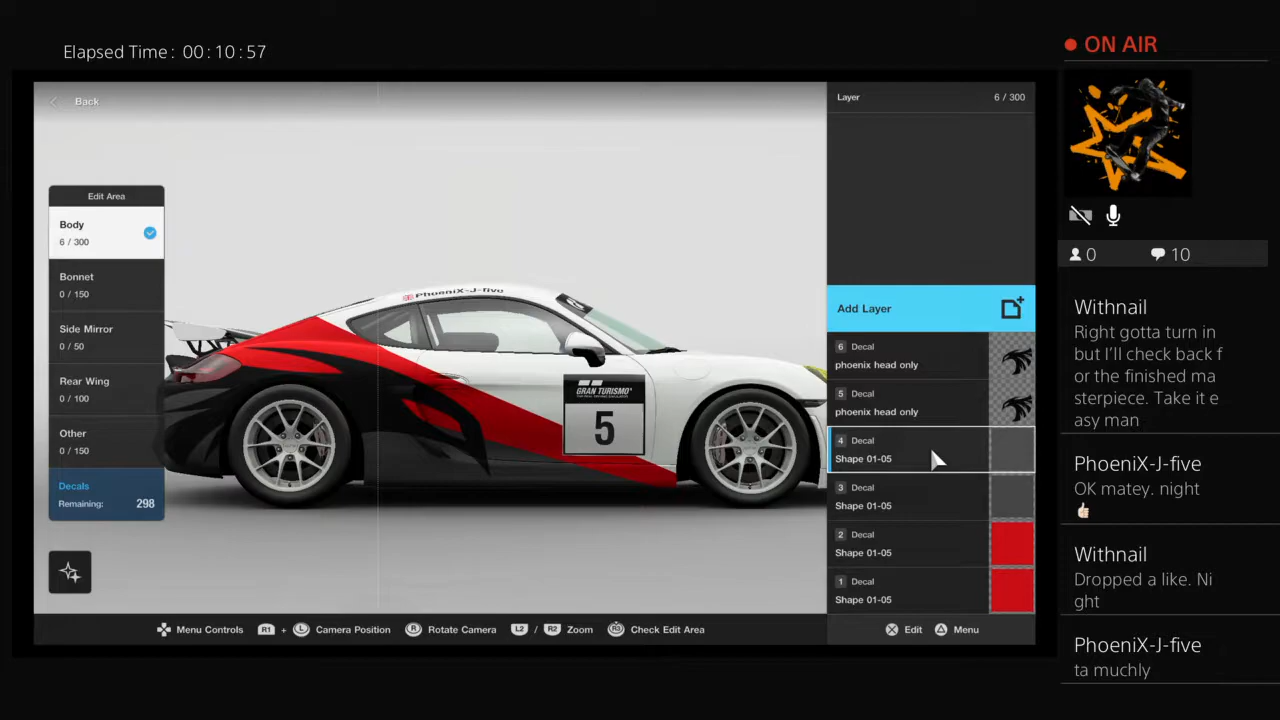 Elapsed Time: 00:10:57
ON AIR
Back
Layer 6 / 300
Edit Area
Body
6 / 300
Bonnet
0 / 150
Side Mirror
0 / 50
Rear Wing
0 / 100
Other
0 / 150
Decals
Remaining: 298
PhoeniX-J-five
GRAN TURISMO
5
Add Layer
6 Decal
phoenix head only
5 Decal
phoenix head only
4 Decal
Shape 01-05
3 Decal
Shape 01-05
2 Decal
Shape 01-05
1 Decal
Shape 01-05
Menu Controls R1 + L Camera Position R Rotate Camera L2 / R2 Zoom R3 Check Edit Area
Edit Menu
0 10
Withnail
Right gotta turn in
but I'll check back f
or the finished ma
sterpiece. Take it e
asy man
PhoeniX-J-five
OK matey. night
👍🏻
Withnail
Dropped a like. Ni
ght
PhoeniX-J-five
ta muchly